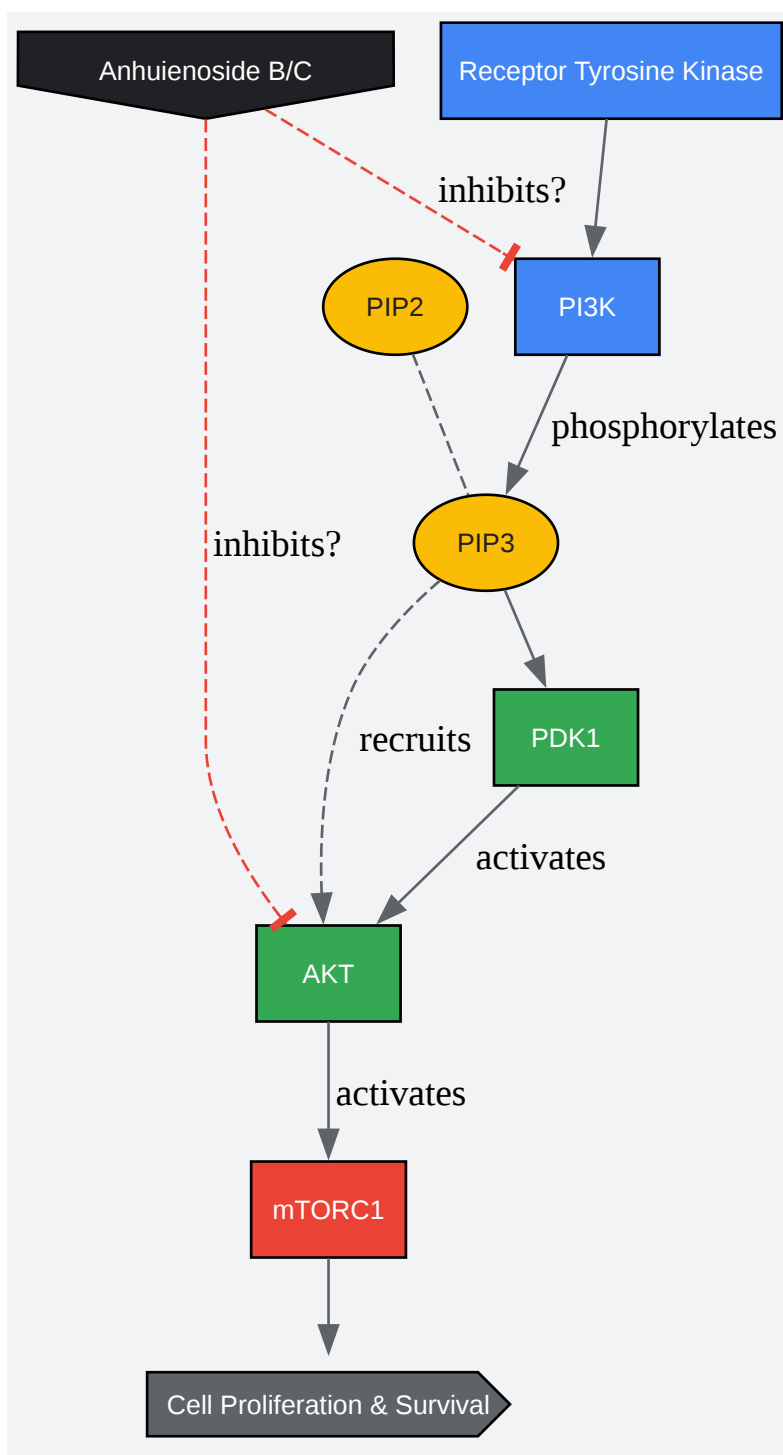 Anhuienoside B/C
Receptor Tyrosine Kinase
inhibits?
PIP2
PI3K
phosphorylates
inhibits?
PIP3
recruits
PDK1
activates
AKT
activates
mTORC1
Cell Proliferation & Survival